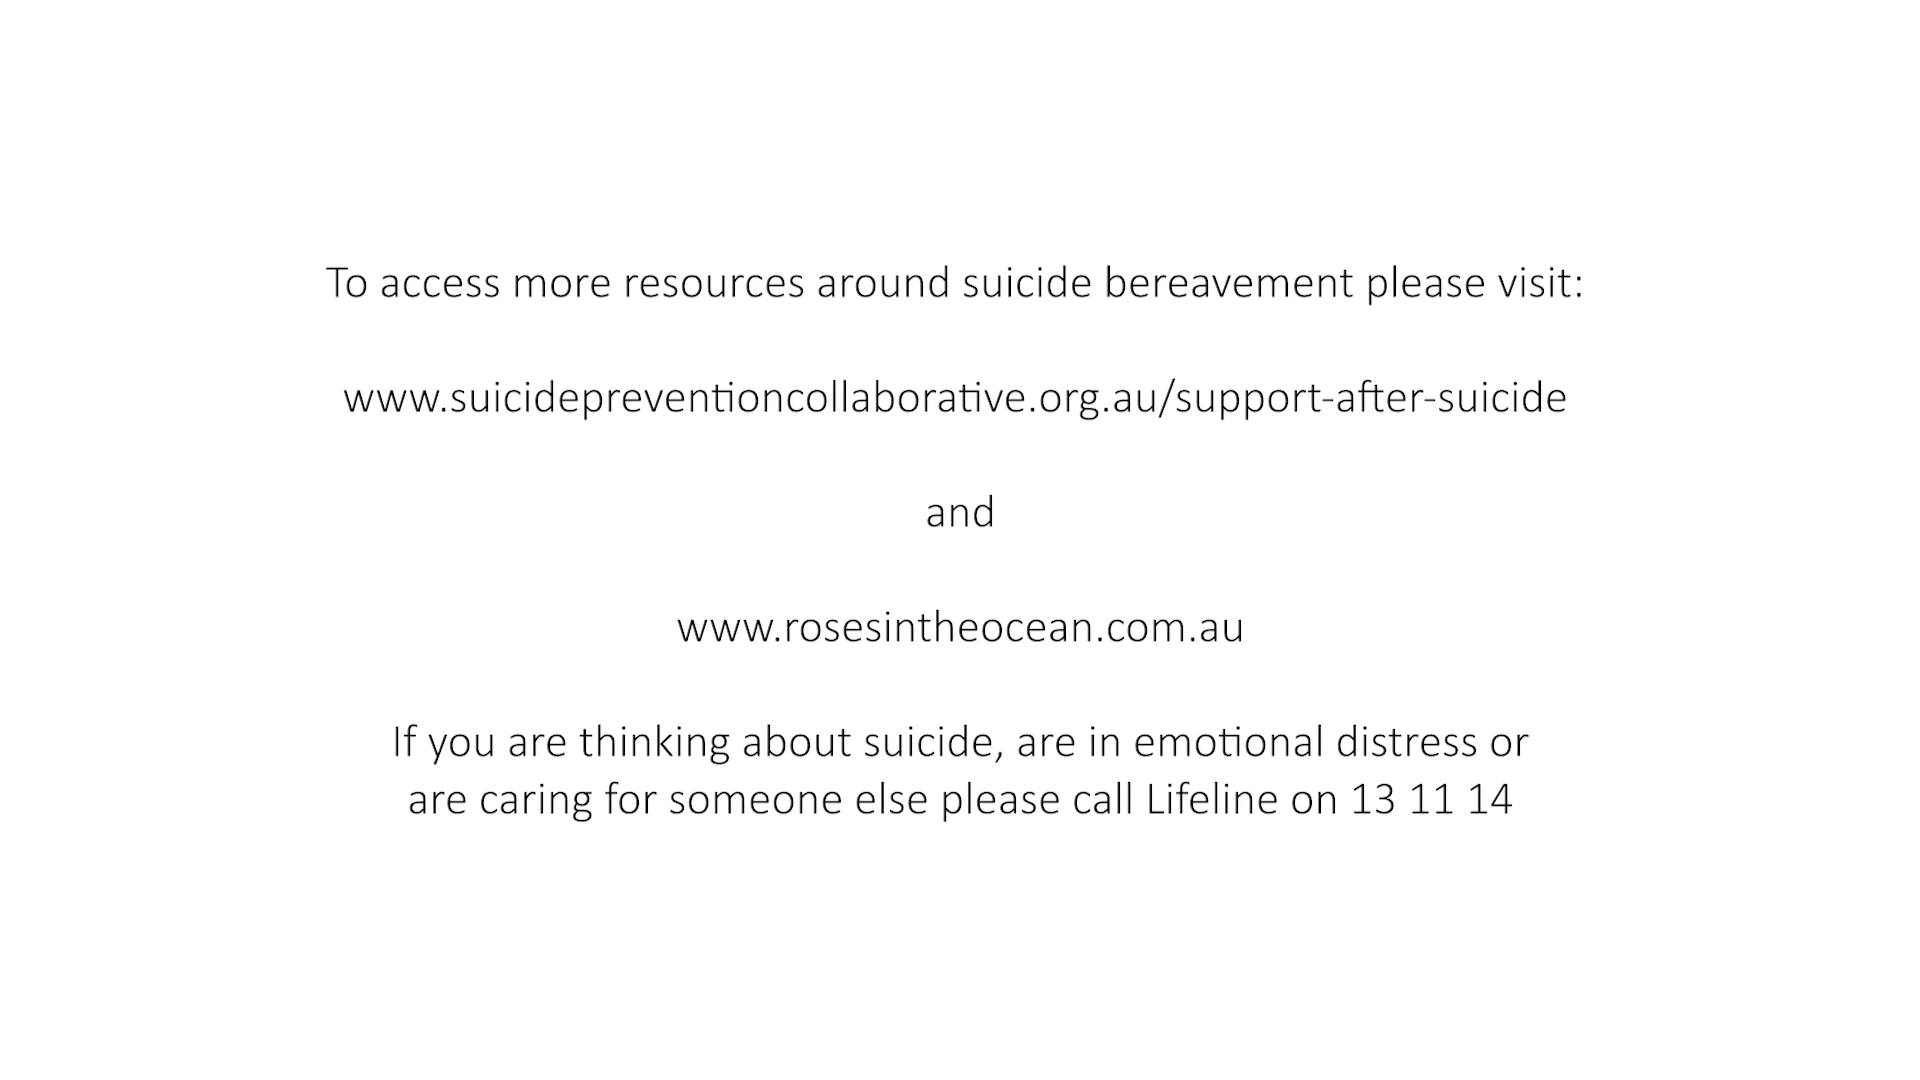 To access more resources around suicide bereavement please visit:
www.suicidepreventioncollaborative.org.au/support-after-suicide
and
www.rosesintheocean.com.au
If you are thinking about suicide, are in emotional distress or
are caring for someone else please call Lifeline on 13 11 14